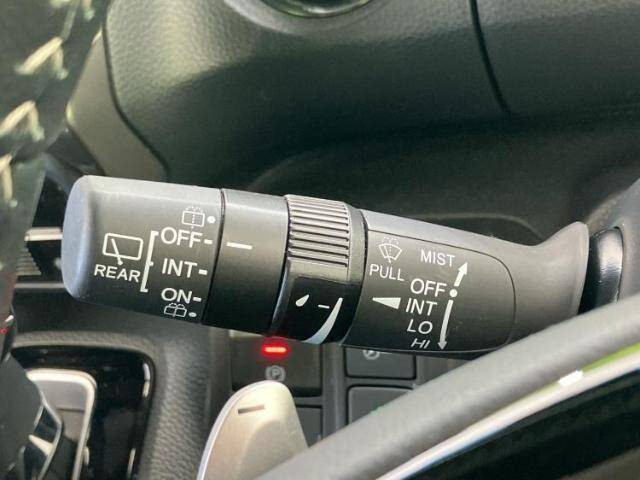 REAR
OFF
INT
ON
PULL
MIST
OFF
INT
LO
HI